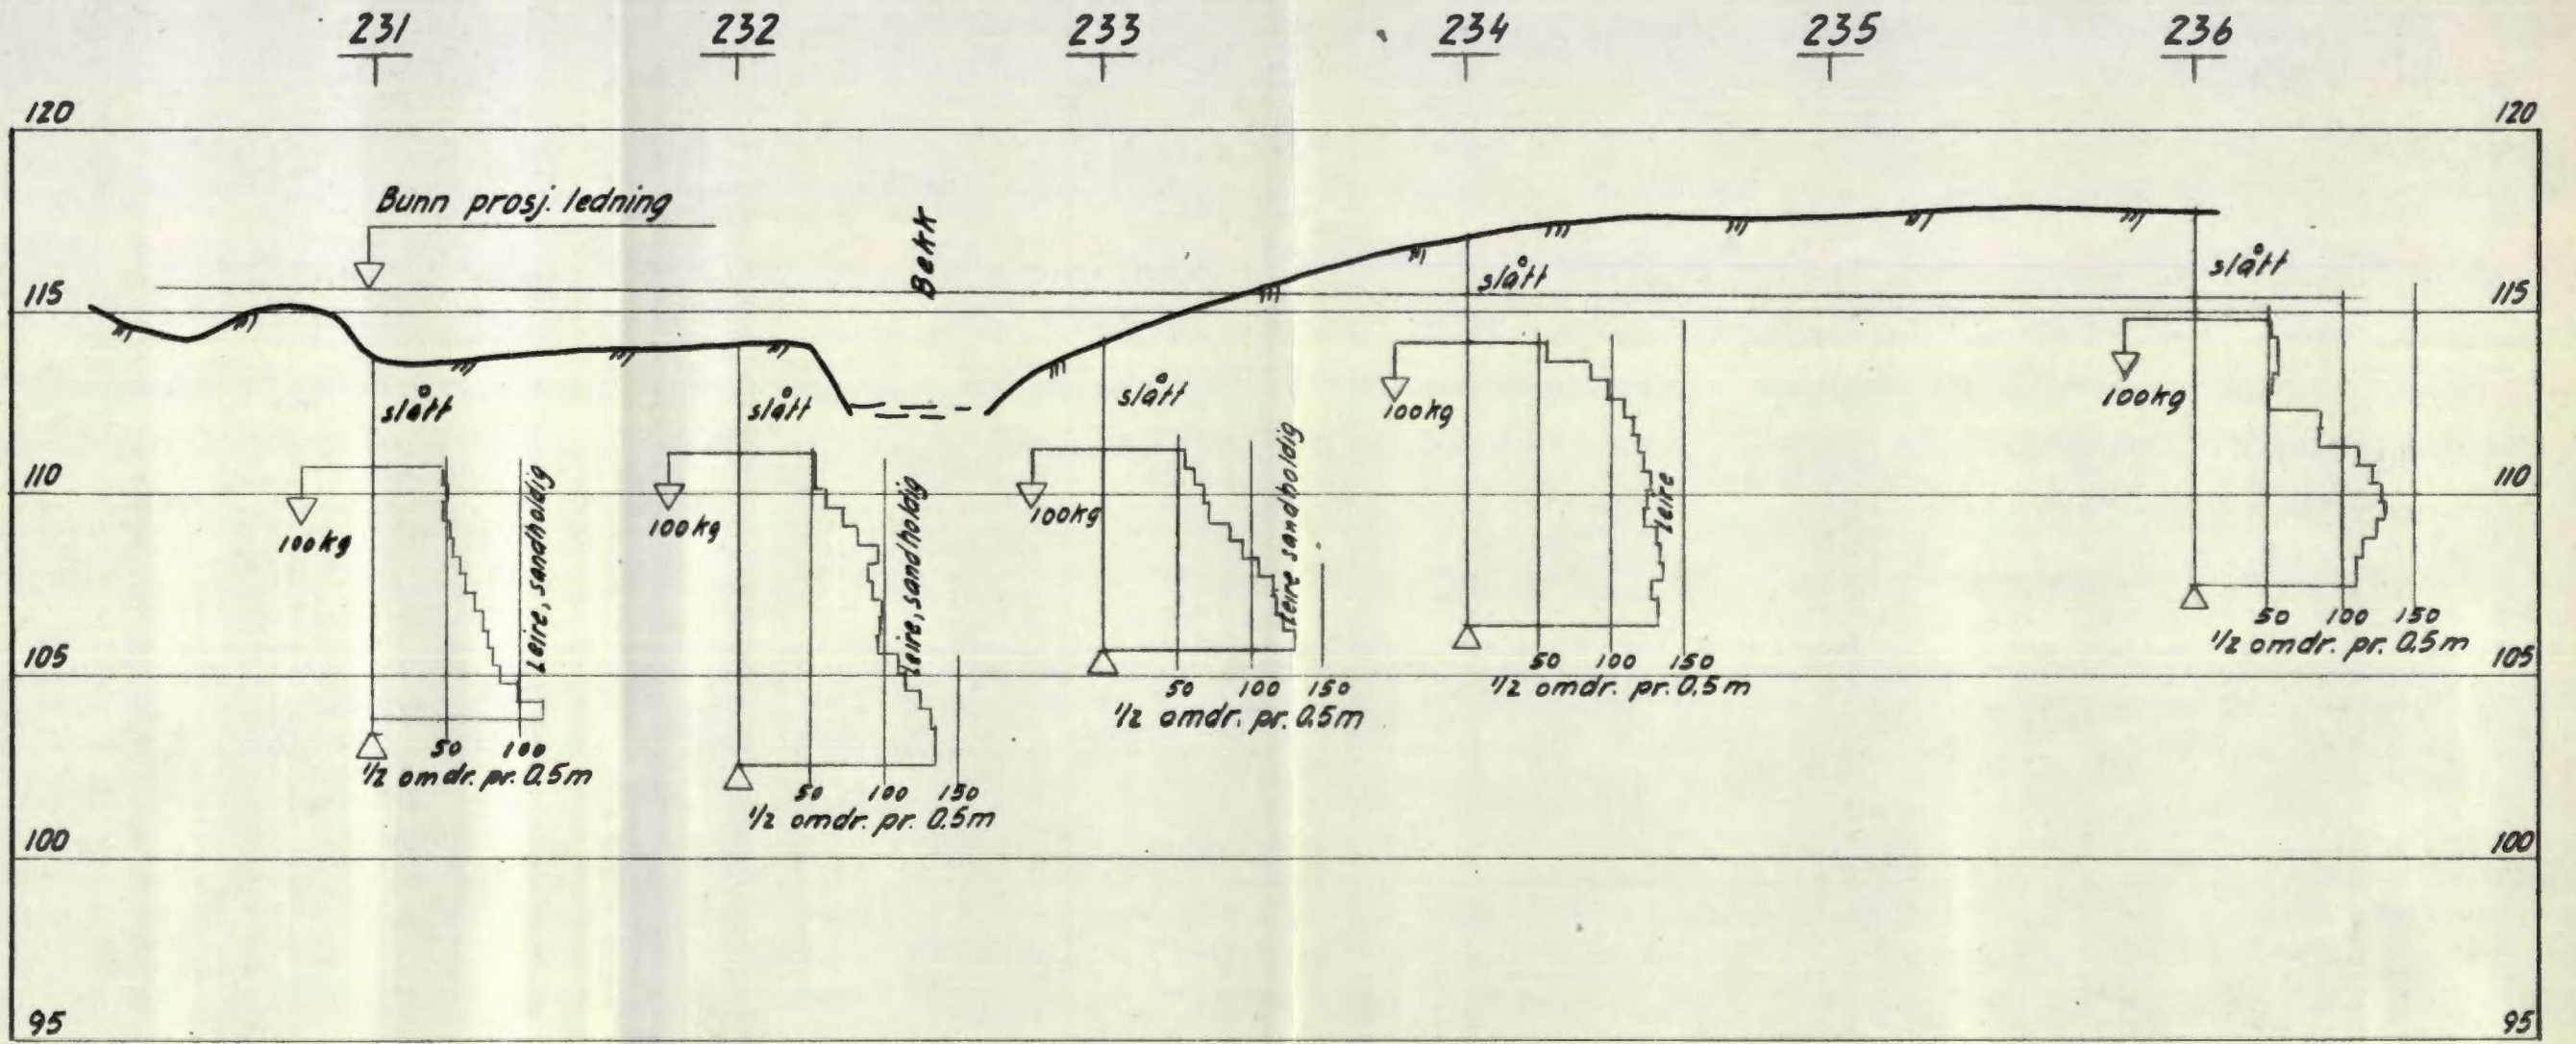 231 232 233 234 235 236
120 120
Bunn prosj. ledning
Bekk
115 115
slått slått slått slått slått
100kg 100kg 100kg 100kg 100kg
110 110
Leire, sandholdig
Leire, sandholdig
Leire sandholdig
Leire
50 100
1/2 omdr. pr. 0.5m
50 100 150
1/2 omdr. pr. 0.5m
50 100 150
1/2 omdr. pr. 0.5m
50 100 150
1/2 omdr. pr. 0.5m
50 100 150
1/2 omdr. pr. 0.5m
105 105
100 100
95 95